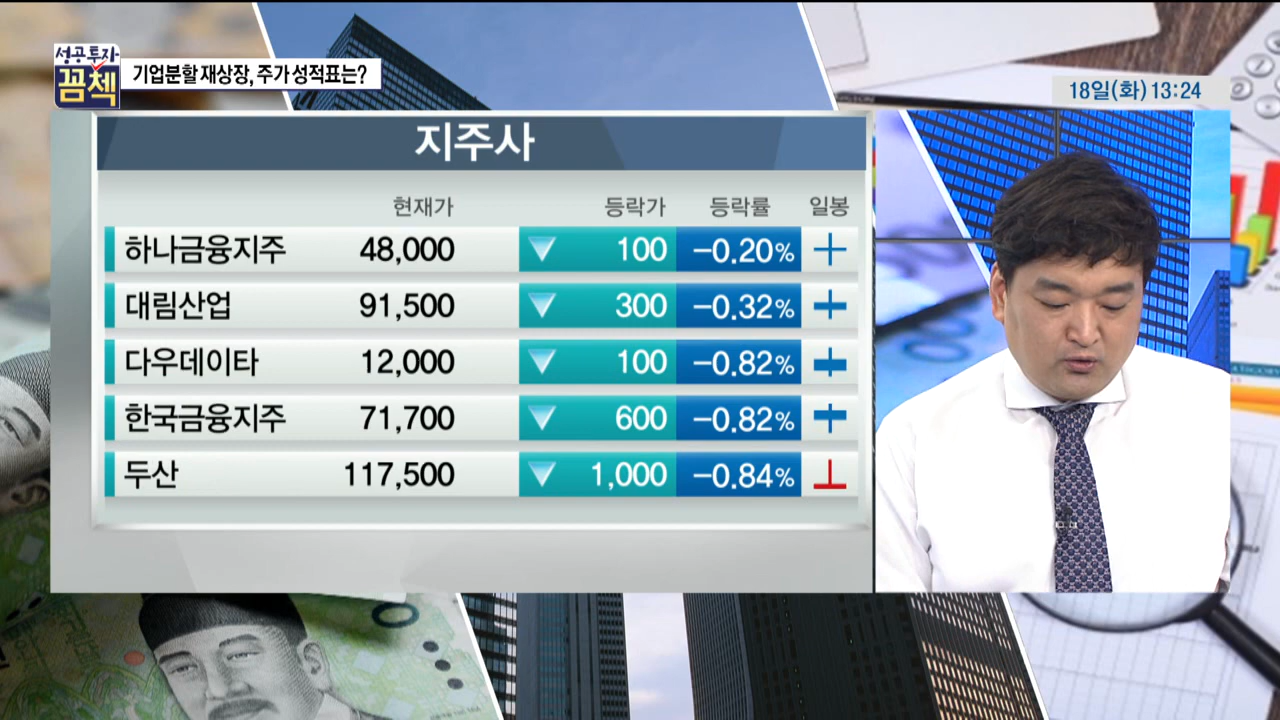 성공투자
꼼첵
기업분할 재상장, 주가 성적표는?
18일(화) 13:24
지주사
현재가 등락가 등락률 일봉
하나금융지주 48,000 ▼ 100 −0.20%
대림산업 91,500 ▼ 300 −0.32%
다우데이타 12,000 ▼ 100 −0.82%
한국금융지주 71,700 ▼ 600 −0.82%
두산 117,500 ▼ 1,000 −0.84%